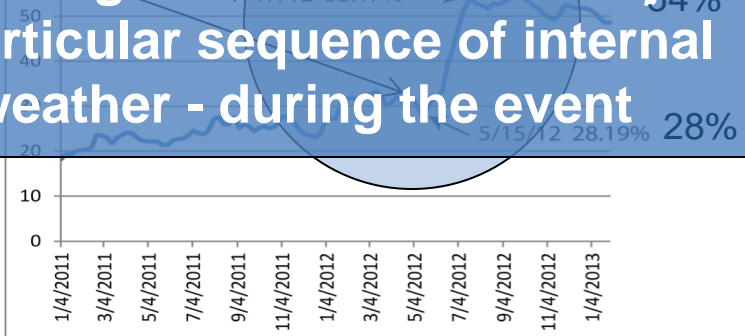 50
34%
rticular sequence of internal
40
weather - during the event
5/15/12 28.19% 28%
20
10
0
1/4/2011 3/4/2011 5/4/2011 7/4/2011 9/4/2011 11/4/2011 1/4/2012 3/4/2012 5/4/2012 7/4/2012 9/4/2012 11/4/2012 1/4/2013